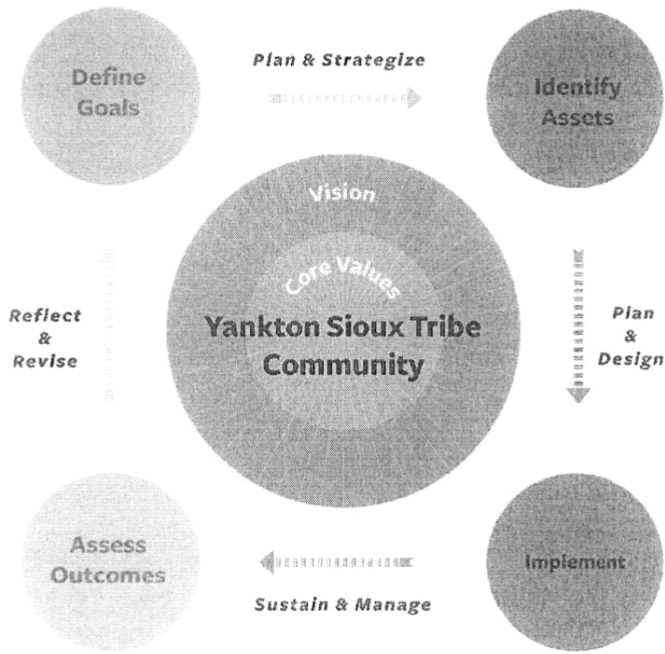 Define
Goals
Plan & Strategize
Identify
Assets
Vision
Core Values
Yankton Sioux Tribe
Community
Reflect
&
Revise
Plan
&
Design
Assess
Outcomes
Sustain & Manage
Implement